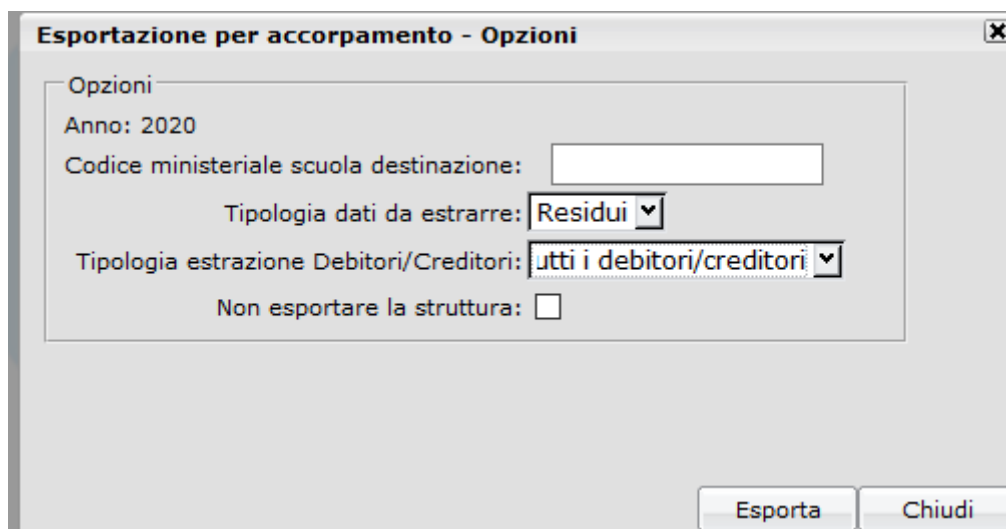 Esportazione per accorpamento - Opzioni
Opzioni
Anno: 2020
Codice ministeriale scuola destinazione:
Tipologia dati da estrarre: Residui
Tipologia estrazione Debitori/Creditori: utti i debitori/creditori
Non esportare la struttura:
Esporta Chiudi